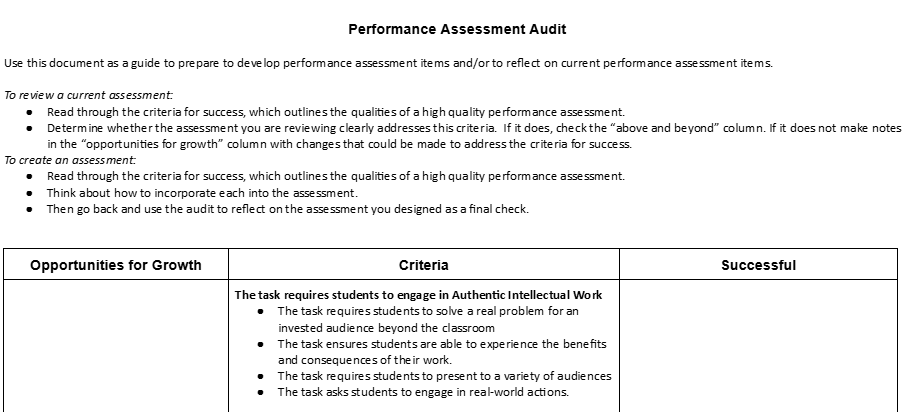 Performance Assessment Audit
Use this document as a guide to prepare to develop performance assessment items and/or to reflect on current performance assessment items.
To review a current assessment:
● Read through the criteria for success, which outlines the qualities of a high quality performance assessment.
● Determine whether the assessment you are reviewing clearly addresses this criteria.  If it does, check the “above and beyond” column. If it does not make notes
in the “opportunities for growth” column with changes that could be made to address the criteria for success.
To create an assessment:
● Read through the criteria for success, which outlines the qualities of a high quality performance assessment.
● Think about how to incorporate each into the assessment.
● Then go back and use the audit to reflect on the assessment you designed as a final check.
Opportunities for Growth
Criteria
Successful
The task requires students to engage in Authentic Intellectual Work
● The task requires students to solve a real problem for an
invested audience beyond the classroom
● The task ensures students are able to experience the benefits
and consequences of their work.
● The task requires students to present to a variety of audiences
● The task asks students to engage in real-world actions.